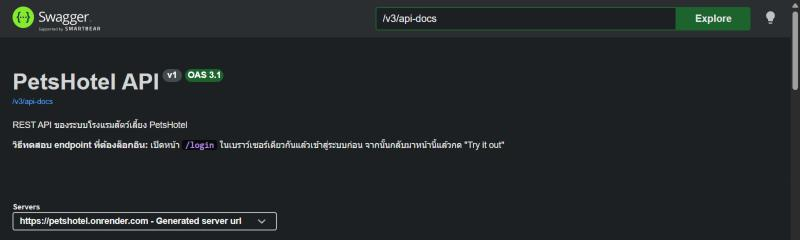 Swagger.
Supported by SMARTBEAR
/v3/api-docs
Explore
PetsHotel API v1 OAS 3.1
/v3/api-docs
REST API ของระบบโรงแรมสัตว์เลี้ยง PetsHotel
วิธีทดสอบ endpoint ที่ต้องล็อกอิน: เปิดหน้า /login ในเบราว์เซอร์เดียวกันแล้วเข้าสู่ระบบก่อน จากนั้นกลับมาหน้านี้แล้วกด "Try it out"
Servers
https://petshotel.onrender.com - Generated server url